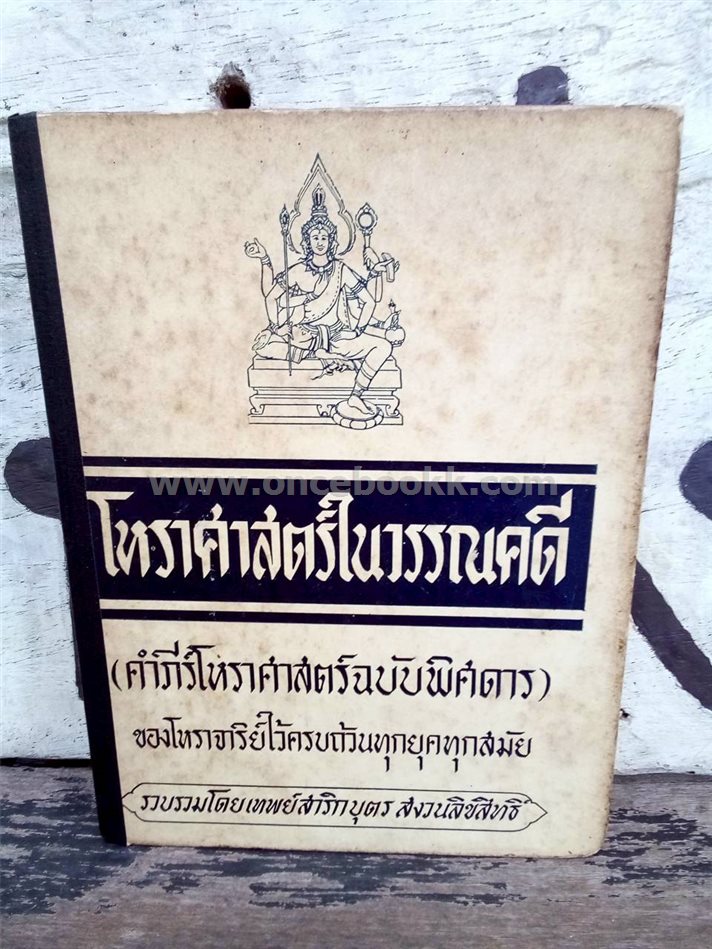 www.oncebookk.com
โหราศาสตร์ในวรรณคดี
(คำภีร์โหราศาสตร์ฉบับพิศดาร)
ของโหราจาริย์ไว้ครบถ้วนทุกยุคทุกสมัย
รวบรวมโดยเทพย์สาริกบุตร สงวนลิขสิทธิ์